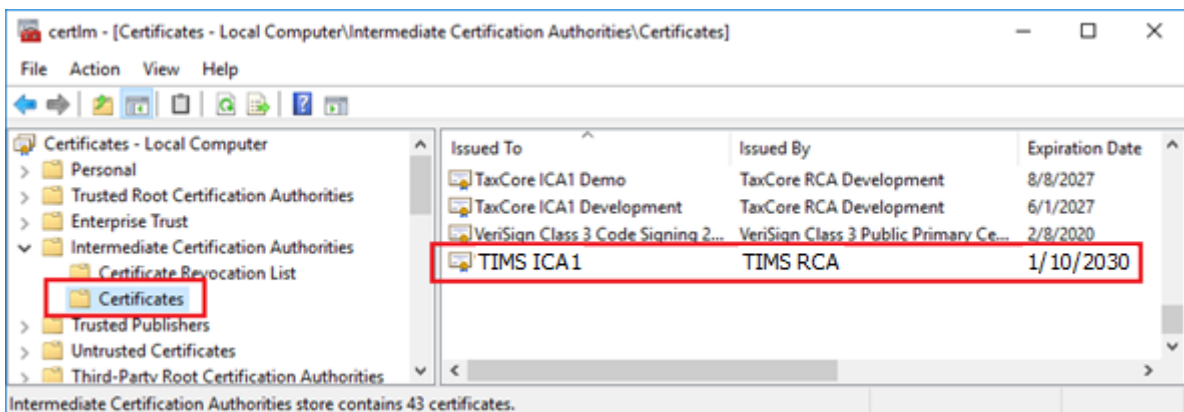 certlm - [Certificates - Local Computer\Intermediate Certification Authorities\Certificates]
File Action View Help
Certificates - Local Computer
Personal
Trusted Root Certification Authorities
Enterprise Trust
Intermediate Certification Authorities
Certificate Revocation List
Certificates
Trusted Publishers
Untrusted Certificates
Third-Party Root Certification Authorities
Issued To Issued By Expiration Date
TaxCore ICA1 Demo TaxCore RCA Development 8/8/2027
TaxCore ICA1 Development TaxCore RCA Development 6/1/2027
VeriSign Class 3 Code Signing 2... VeriSign Class 3 Public Primary Ce... 2/8/2020
TIMS ICA1 TIMS RCA 1/10/2030
Intermediate Certification Authorities store contains 43 certificates.